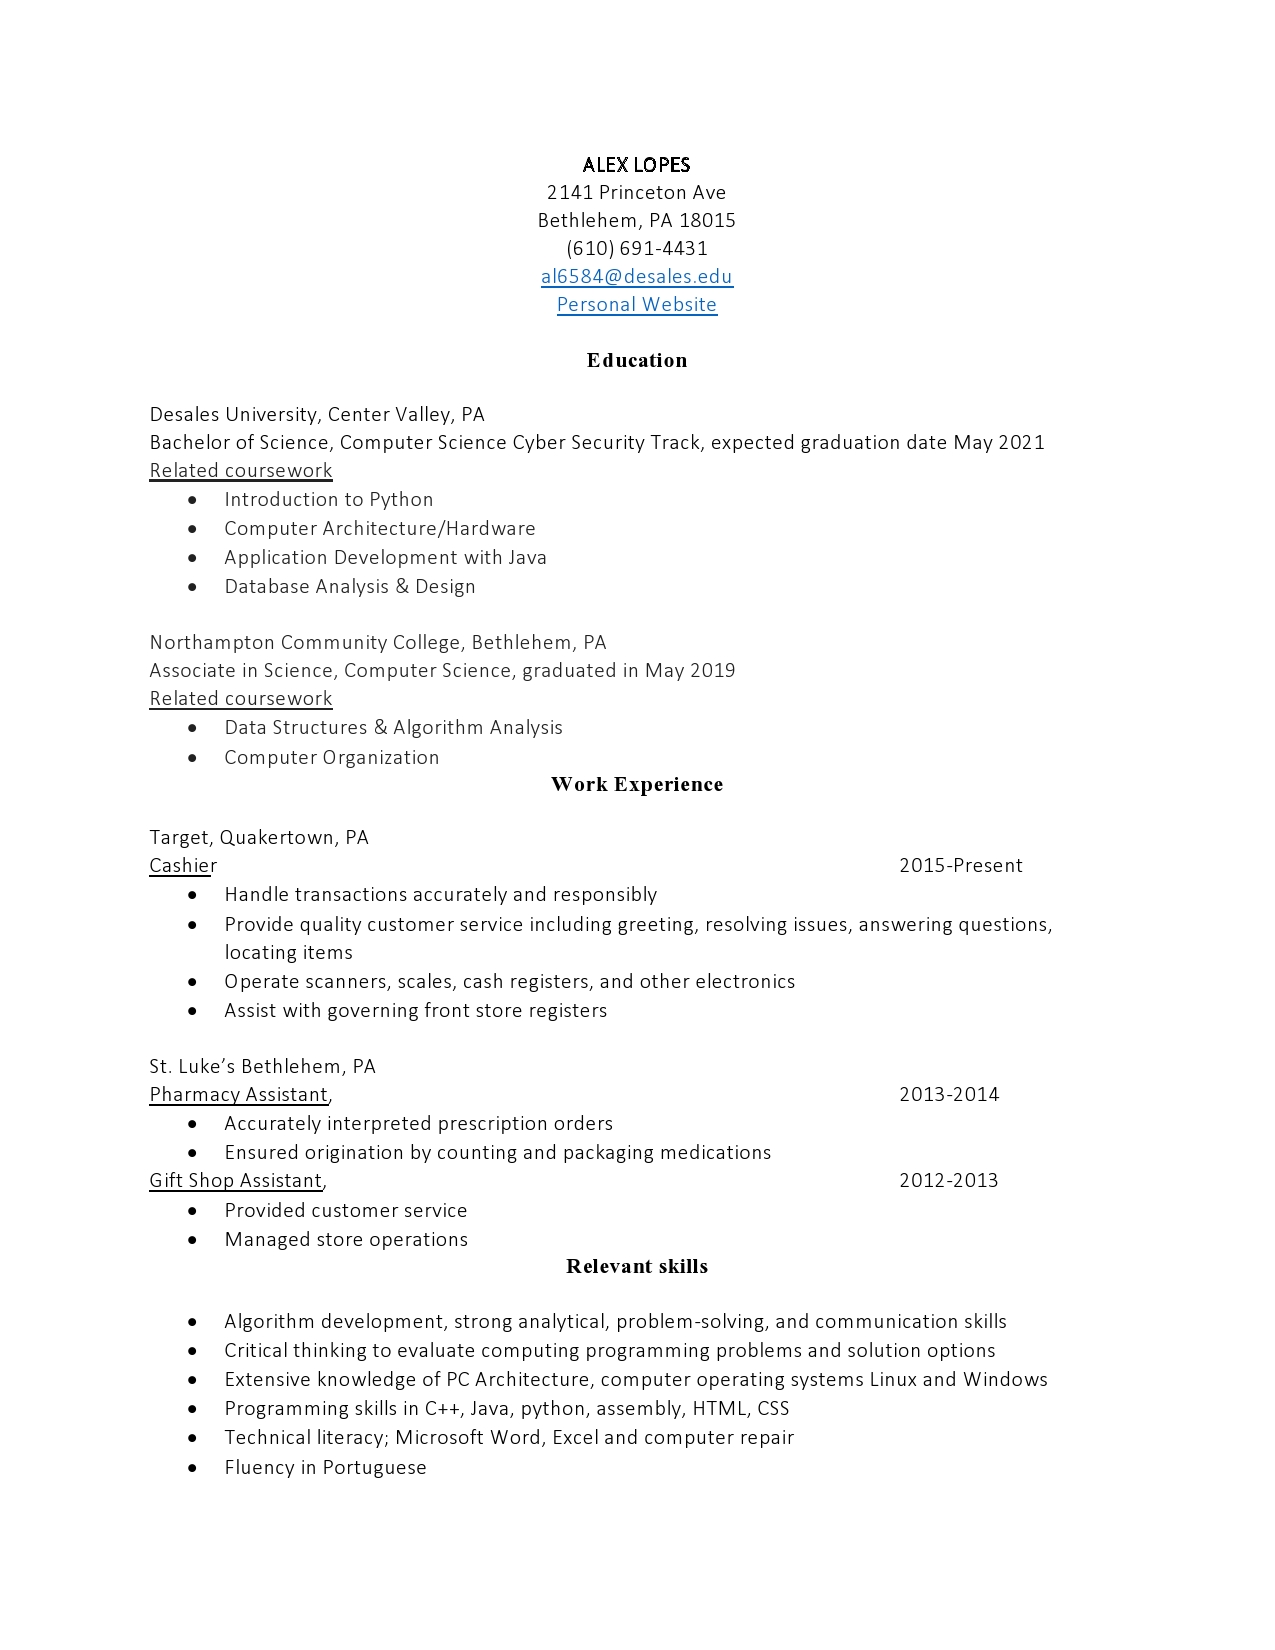 ALEX LOPES
2141 Princeton Ave
Bethlehem, PA 18015
(610) 691-4431
al6584@desales.edu
Personal Website
Education
Desales University, Center Valley, PA
Bachelor of Science, Computer Science Cyber Security Track, expected graduation date May 2021
Related coursework
• Introduction to Python
• Computer Architecture/Hardware
• Application Development with Java
• Database Analysis & Design
Northampton Community College, Bethlehem, PA
Associate in Science, Computer Science, graduated in May 2019
Related coursework
• Data Structures & Algorithm Analysis
• Computer Organization
Work Experience
Target, Quakertown, PA
Cashier 2015-Present
• Handle transactions accurately and responsibly
• Provide quality customer service including greeting, resolving issues, answering questions,
locating items
• Operate scanners, scales, cash registers, and other electronics
• Assist with governing front store registers
St. Luke’s Bethlehem, PA
Pharmacy Assistant, 2013-2014
• Accurately interpreted prescription orders
• Ensured origination by counting and packaging medications
Gift Shop Assistant, 2012-2013
• Provided customer service
• Managed store operations
Relevant skills
• Algorithm development, strong analytical, problem-solving, and communication skills
• Critical thinking to evaluate computing programming problems and solution options
• Extensive knowledge of PC Architecture, computer operating systems Linux and Windows
• Programming skills in C++, Java, python, assembly, HTML, CSS
• Technical literacy; Microsoft Word, Excel and computer repair
• Fluency in Portuguese